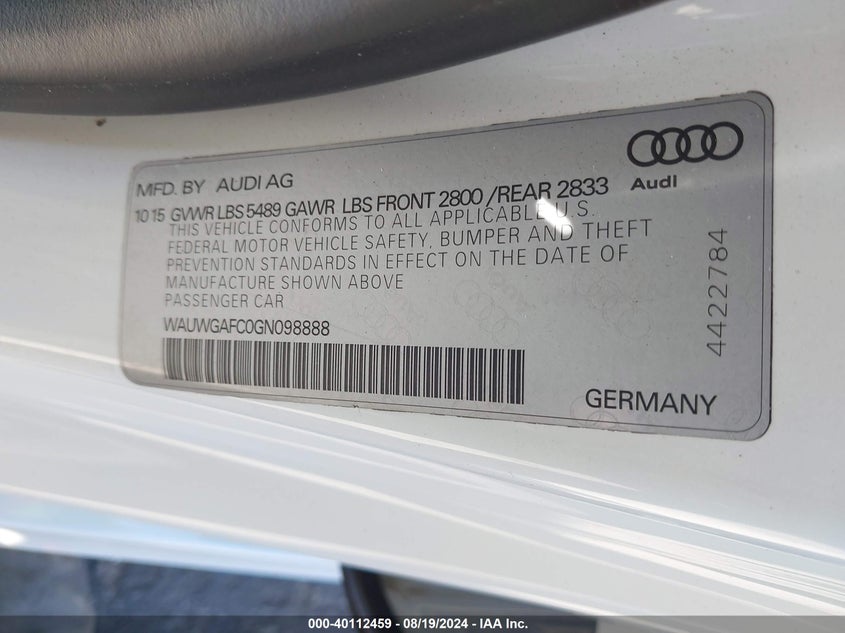 MFD. BY AUDI AG
Audi
10 15 GVWR LBS 5489 GAWR LBS FRONT 2800 /REAR 2833
THIS VEHICLE CONFORMS TO ALL APPLICABLE U.S.
FEDERAL MOTOR VEHICLE SAFETY, BUMPER AND THEFT
PREVENTION STANDARDS IN EFFECT ON THE DATE OF
MANUFACTURE SHOWN ABOVE
PASSENGER CAR
WAUWGAFC0GN098888
4422784
GERMANY
000-40112459 - 08/19/2024 - IAA Inc.